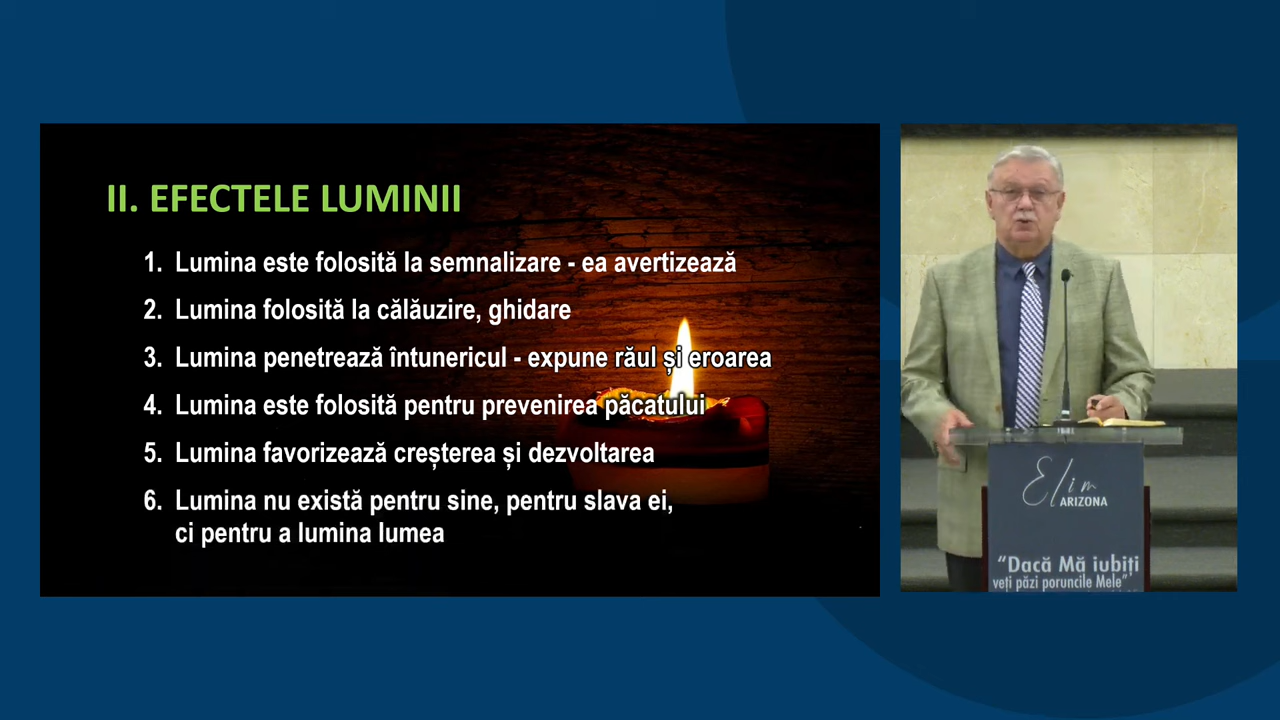 II. EFECTELE LUMINII
1. Lumina este folosită la semnalizare - ea avertizează
2. Lumina folosită la călăuzire, ghidare
3. Lumina penetrează întunericul - expune răul și eroarea
4. Lumina este folosită pentru prevenirea păcatului
5. Lumina favorizează creșterea și dezvoltarea
6. Lumina nu există pentru sine, pentru slava ei,
ci pentru a lumina lumea
Elim
ARIZONA
“Dacă Mă iubiți
veți păzi poruncile Mele”